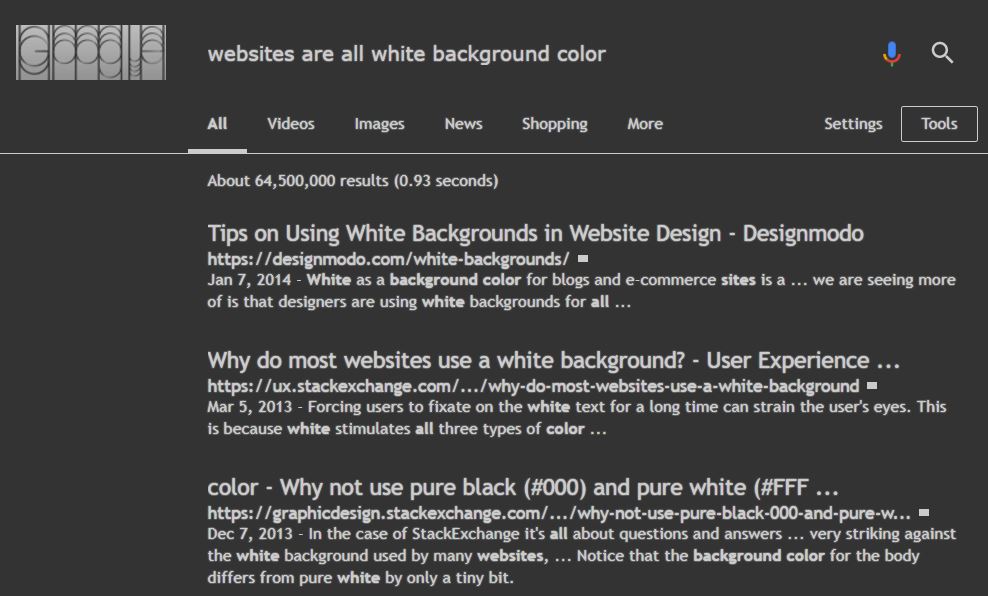 Google
websites are all white background color
All Videos Images News Shopping More Settings Tools
About 64,500,000 results (0.93 seconds)
Tips on Using White Backgrounds in Website Design - Designmodo
https://designmodo.com/white-backgrounds/
Jan 7, 2014 - White as a background color for blogs and e-commerce sites is a ... we are seeing more
of is that designers are using white backgrounds for all ...
Why do most websites use a white background? - User Experience ...
https://ux.stackexchange.com/.../why-do-most-websites-use-a-white-background
Mar 5, 2013 - Forcing users to fixate on the white text for a long time can strain the user's eyes. This
is because white stimulates all three types of color ...
color - Why not use pure black (#000) and pure white (#FFF ...
https://graphicdesign.stackexchange.com/.../why-not-use-pure-black-000-and-pure-w...
Dec 7, 2013 - In the case of StackExchange it's all about questions and answers ... very striking against
the white background used by many websites, ... Notice that the background color for the body
differs from pure white by only a tiny bit.